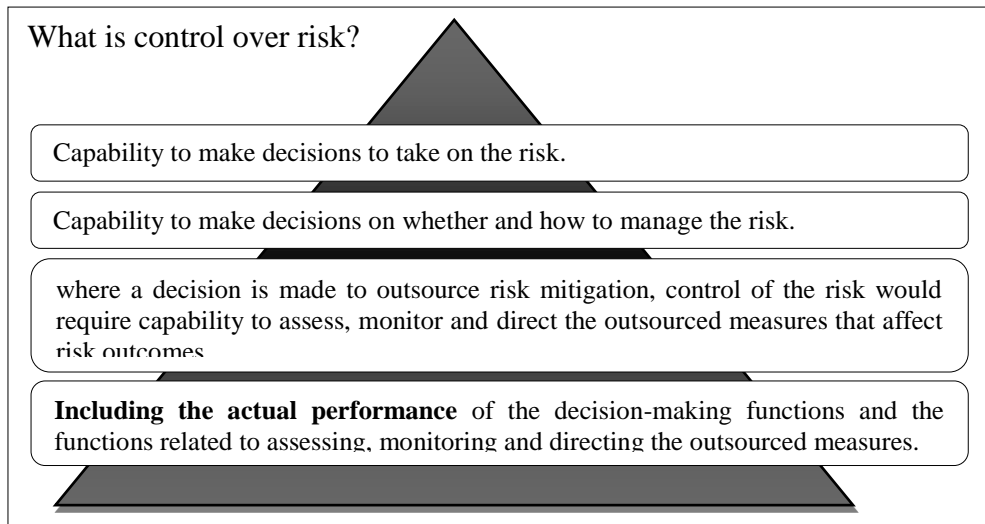 What is control over risk?
Capability to make decisions to take on the risk.
Capability to make decisions on whether and how to manage the risk.
where a decision is made to outsource risk mitigation, control of the risk would
require capability to assess, monitor and direct the outsourced measures that affect
risk outcomes
Including the actual performance of the decision-making functions and the
functions related to assessing, monitoring and directing the outsourced measures.